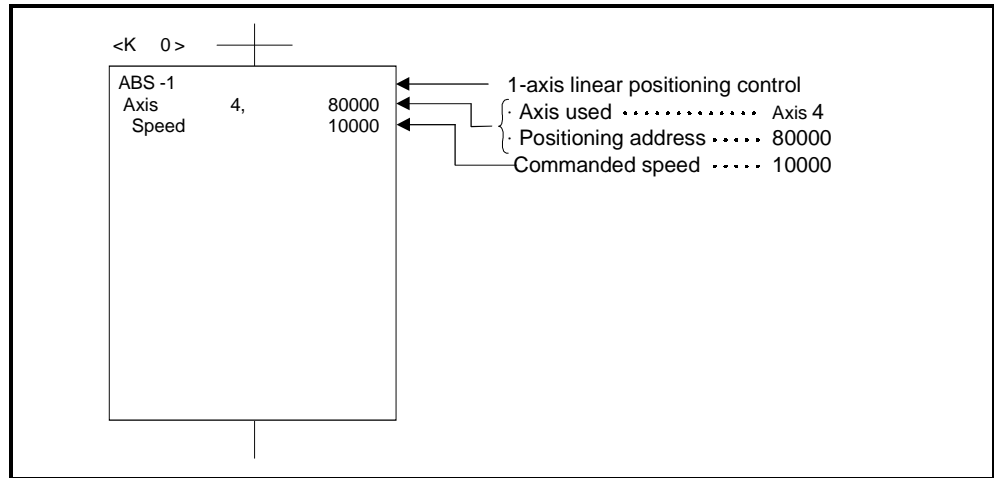 <K 0>
ABS -1
Axis 4, 80000
Speed 10000
1-axis linear positioning control
· Axis used ············ Axis 4
· Positioning address ····· 80000
Commanded speed ····· 10000